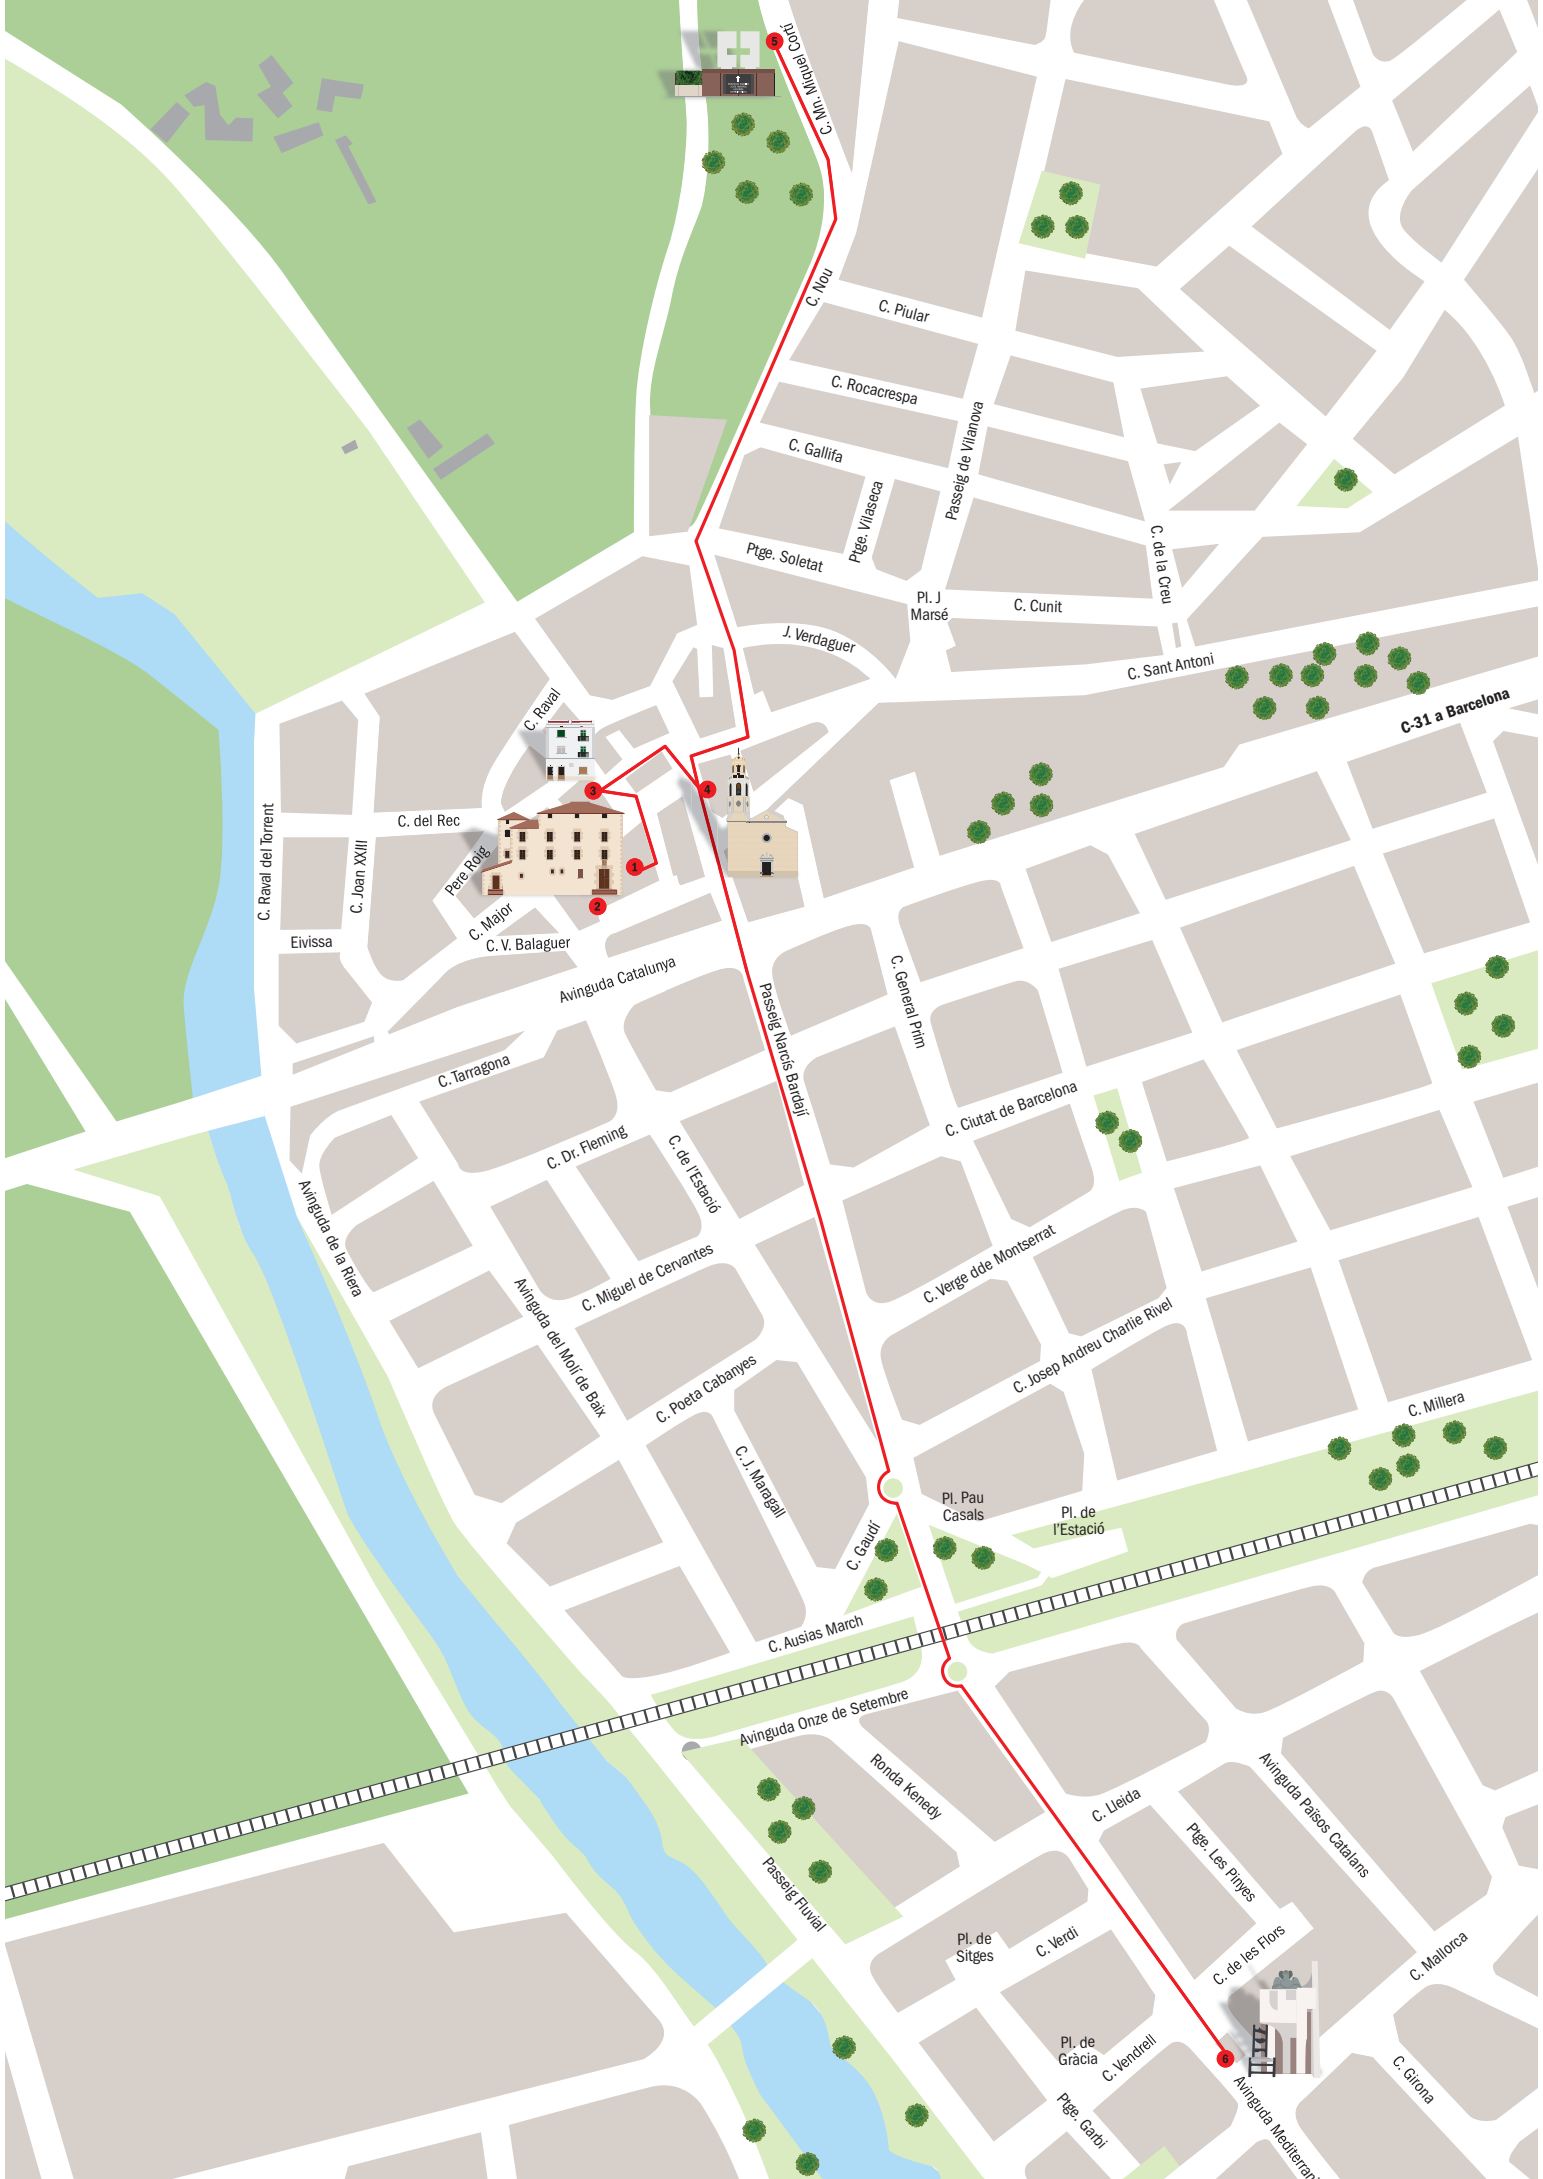 5
C. Mn. Miquel Cortí
C. Nou
C. Piular
C. Rocacrespa
Passeig de Vilanova
C. Gallifa
Ptge. Vilaseca
Ptge. Soletat
C. de la Creu
Pl. J
Marsé
C. Cunit
J. Verdaguer
C. Sant Antoni
C. Raval
C-31 a Barcelona
3
4
C. Raval del Torrent
C. del Rec
C. Joan XXIII
Pere Roig
1
2
C. Major
Eivissa
C. V. Balaguer
Avinguda Catalunya
C. General Prim
Passeig Narcís Bardají
C. Tarragona
C. Ciutat de Barcelona
C. Dr. Fleming
C. de l'Estació
Avinguda de la Riera
C. Miguel de Cervantes
C. Verge dde Montserrat
Avinguda del Molí de Baix
C. Josep Andreu Charlie Rivel
C. Poeta Cabanyes
C. Millera
C. J. Maragall
Pl. Pau
Casals
Pl. de
l'Estació
C. Gaudí
C. Ausias March
Avinguda Onze de Setembre
Ronda Kenedy
C. Lleida
Avinguda Països Catalans
Ptge. Les Pinyes
Passeig Fluvial
Pl. de
Sitges
C. Verdi
C. de les Flors
C. Mallorca
Pl. de
Gràcia
C. Vendrell
6
C. Girona
Ptge. Garbi
Avinguda Mediterran